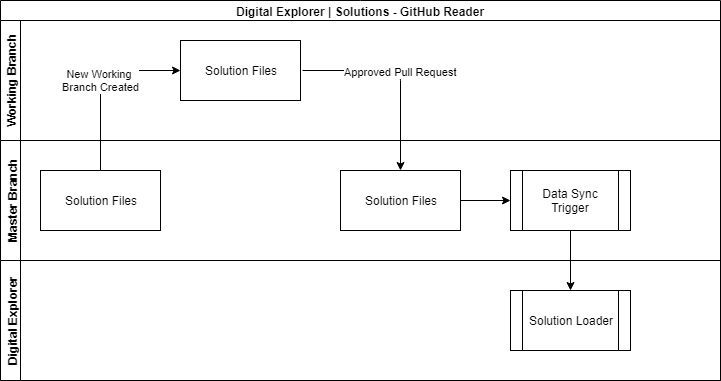 Digital Explorer | Solutions - GitHub Reader
Working Branch
New Working
Branch Created
Solution Files
Approved Pull Request
Master Branch
Solution Files
Solution Files
Data Sync
Trigger
Digital Explorer
Solution Loader